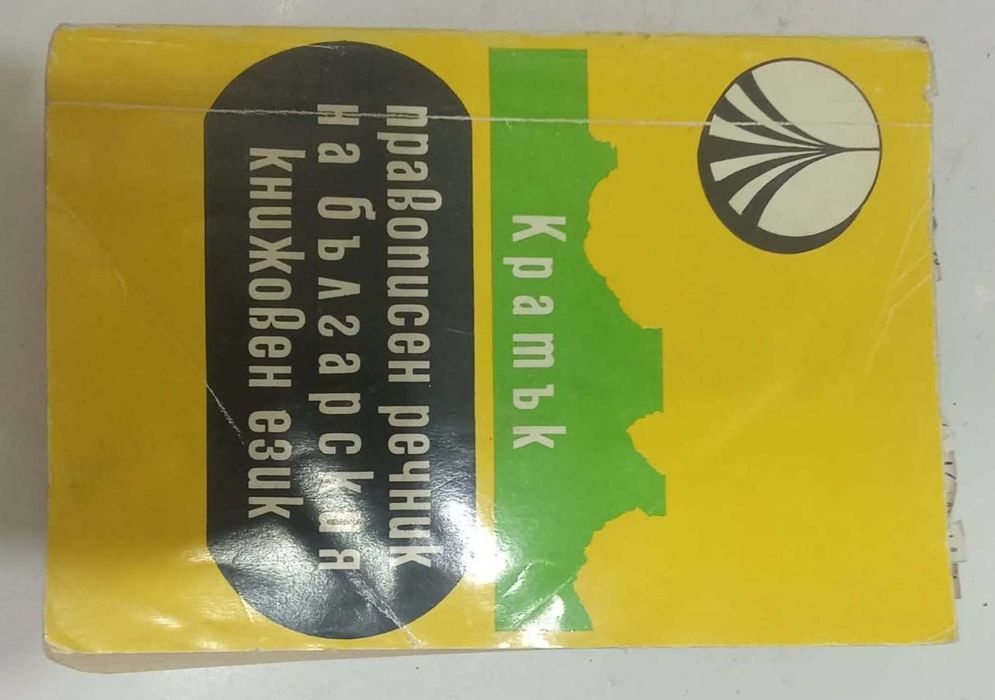 Кратък
правописен речник
на българския
книжовен език